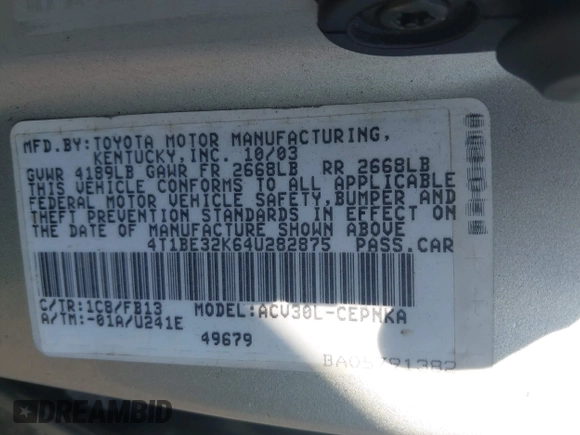 MFD.BY:TOYOTA MOTOR MANUFACTURING,
KENTUCKY,INC. 10/03
GVWR 4189LB GAWR FR 2668LB RR 2668LB
THIS VEHICLE CONFORMS TO ALL APPLICABLE
FEDERAL MOTOR VEHICLE SAFETY,BUMPER AND
THEFT PREVENTION STANDARDS IN EFFECT ON
THE DATE OF MANUFACTURE SHOWN ABOVE
4T1BE32K64U282875 PASS.CAR
C/TR:1C8/FB13 MODEL:ACV30L-CEPNKA
A/TM:-01A/U241E
49679
BA05791382
DREAMBID